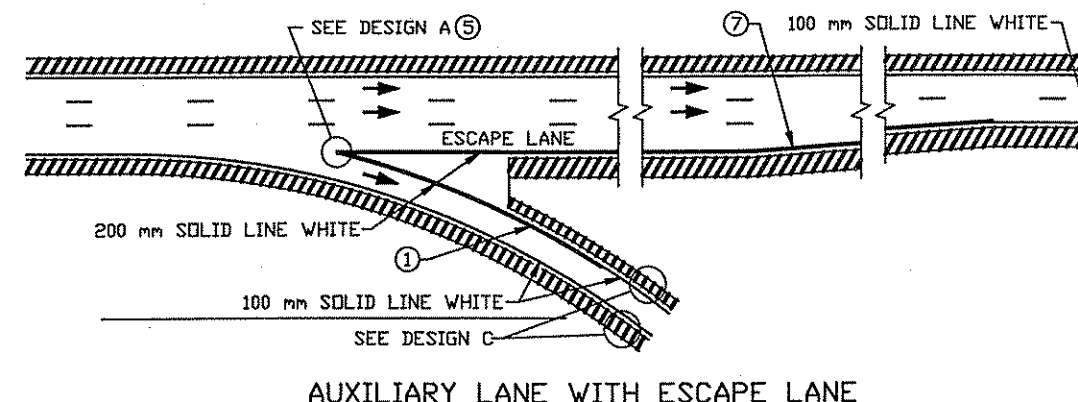 SEE DESIGN A ⑤
⑦
100 mm SOLID LINE WHITE
ESCAPE LANE
200 mm SOLID LINE WHITE
①
100 mm SOLID LINE WHITE
SEE DESIGN C
AUXILIARY LANE WITH ESCAPE LANE